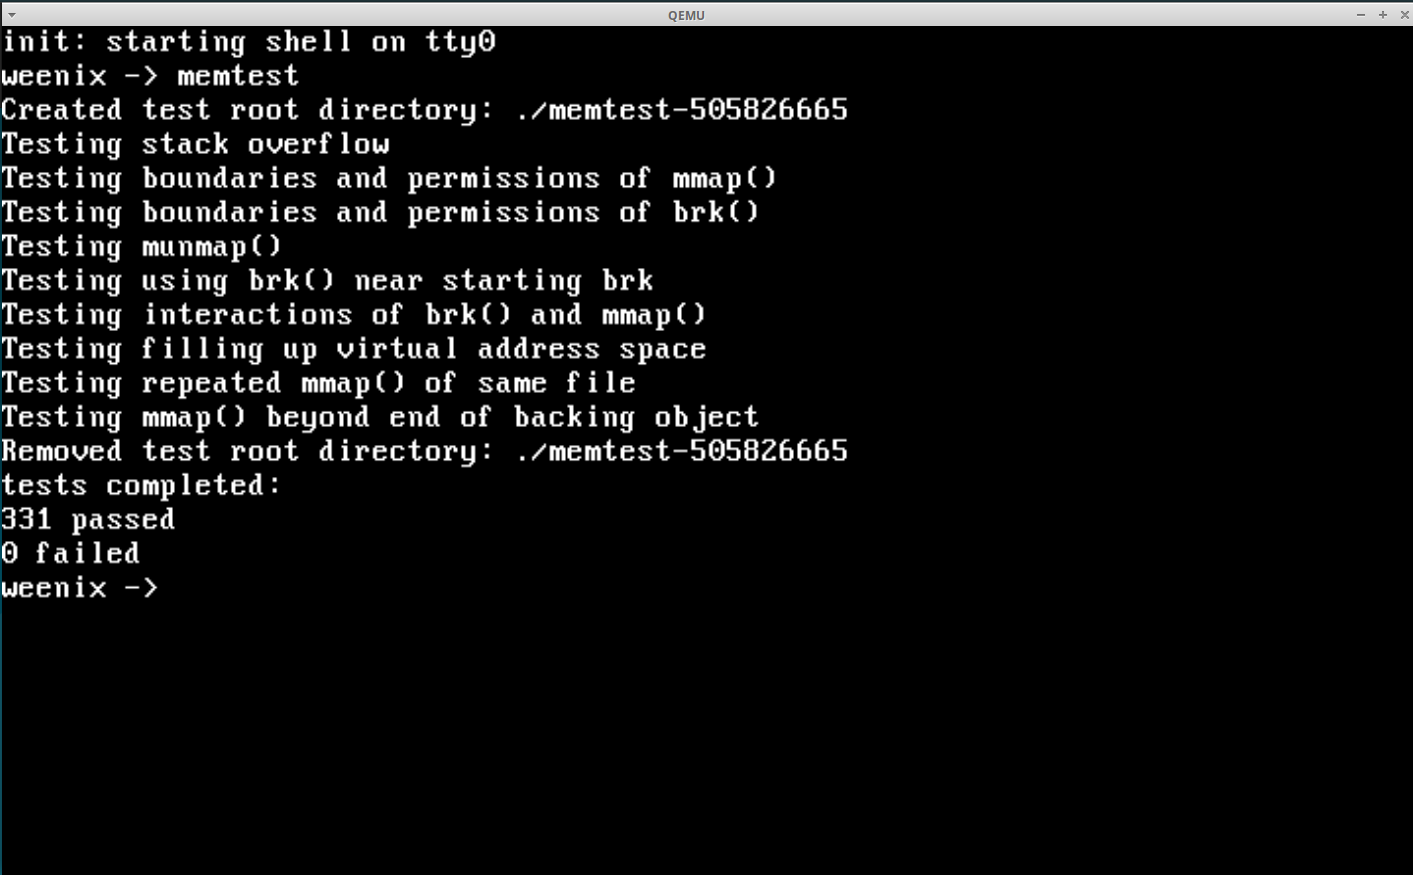 QEMU
init: starting shell on tty0
weenix -> memtest
Created test root directory: ./memtest-505826665
Testing stack overflow
Testing boundaries and permissions of mmap()
Testing boundaries and permissions of brk()
Testing munmap()
Testing using brk() near starting brk
Testing interactions of brk() and mmap()
Testing filling up virtual address space
Testing repeated mmap() of same file
Testing mmap() beyond end of backing object
Removed test root directory: ./memtest-505826665
tests completed:
331 passed
0 failed
weenix ->